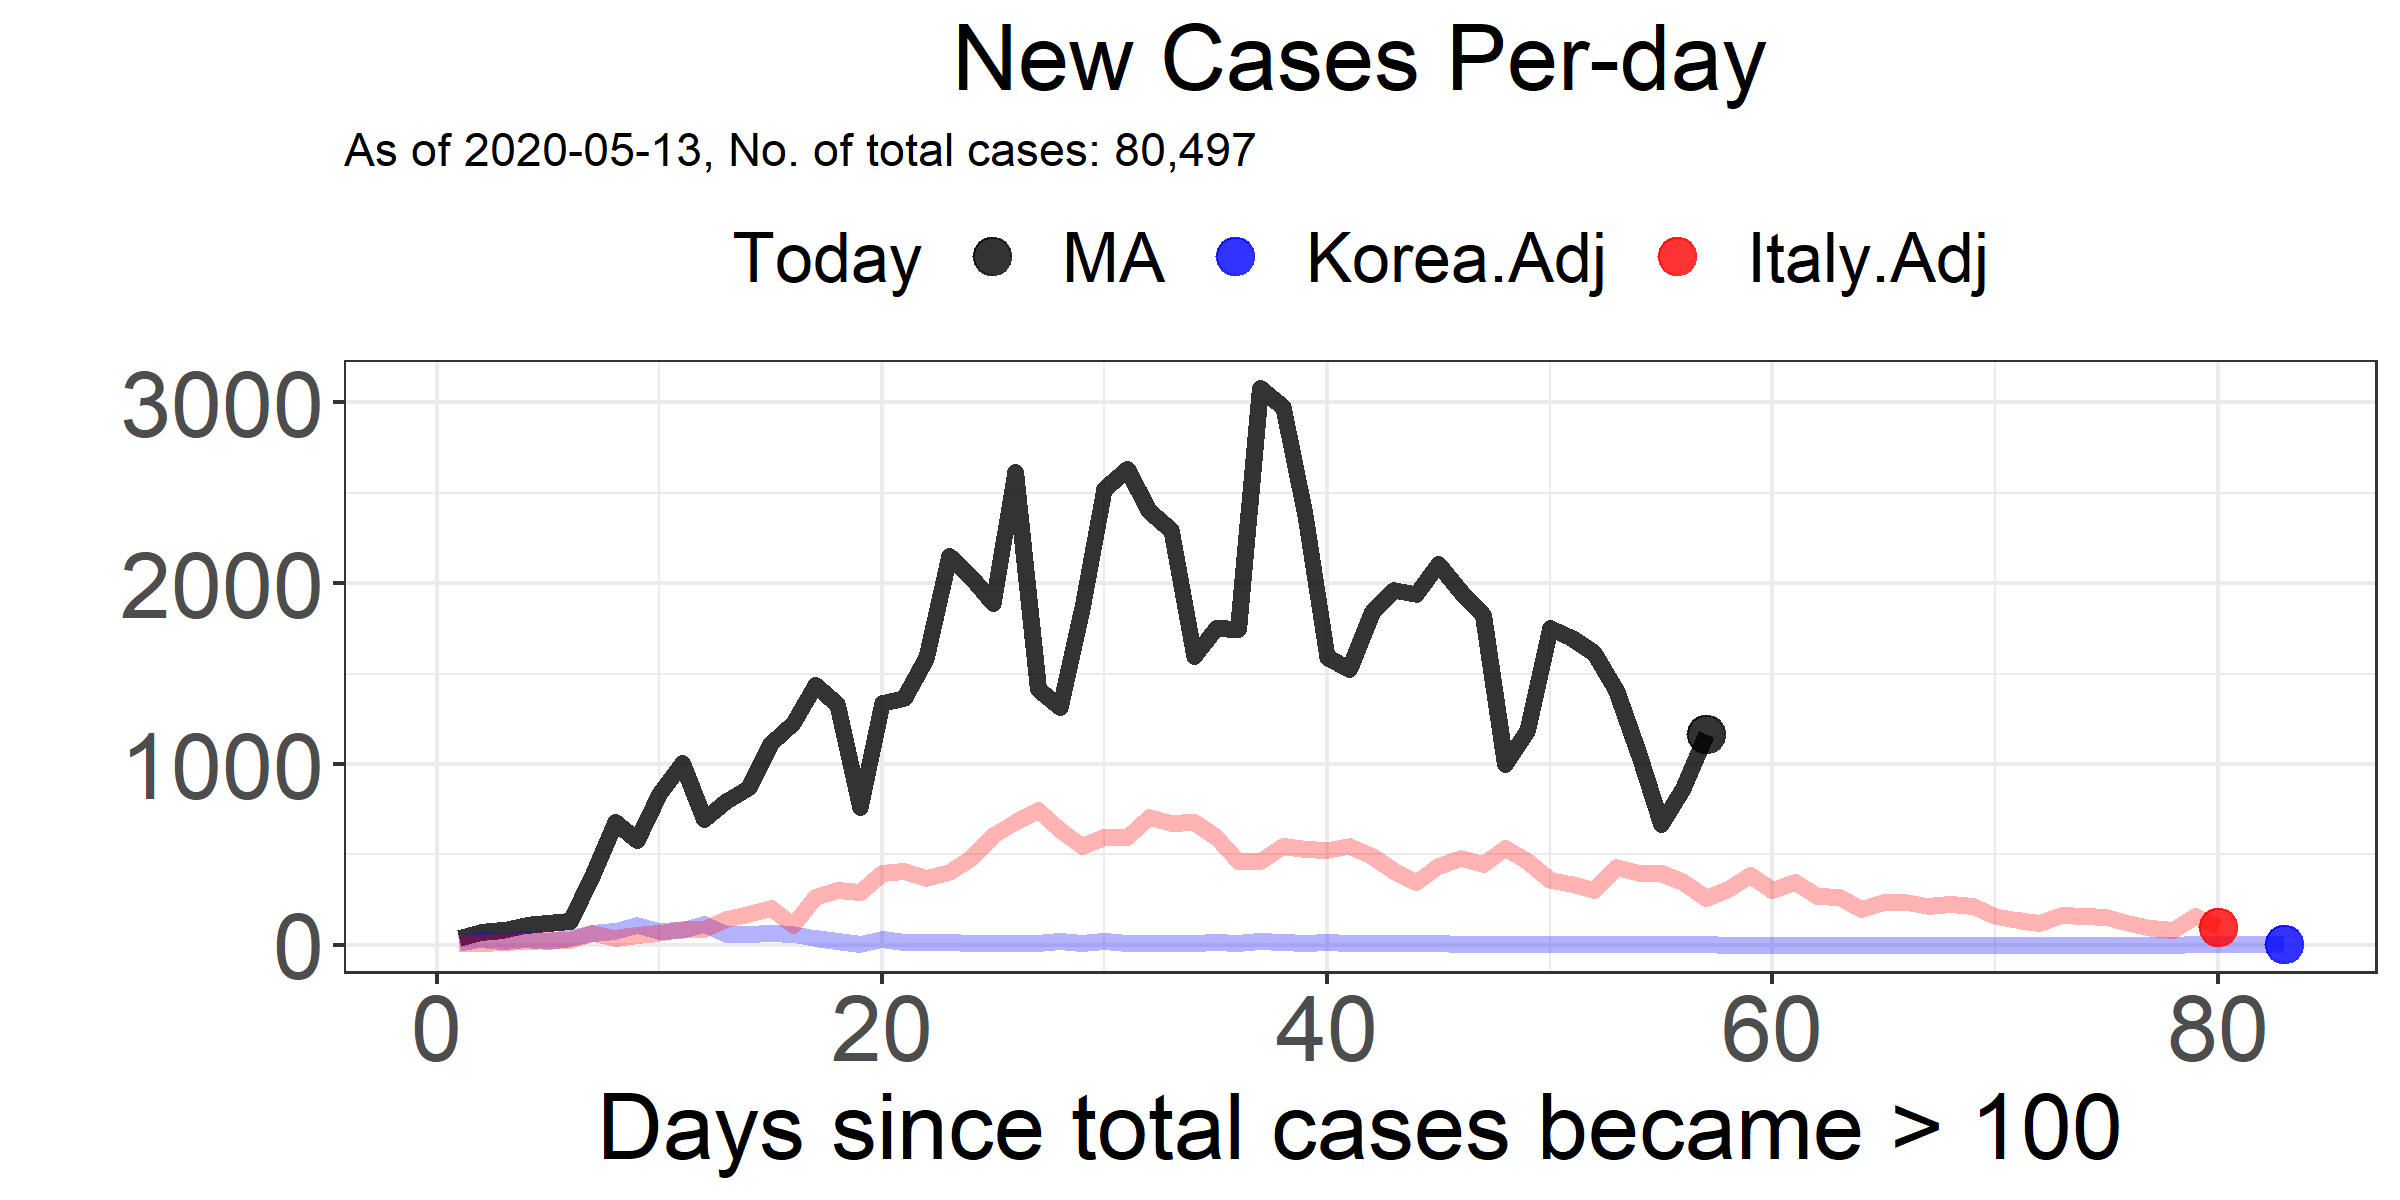 New Cases Per-day
As of 2020-05-13, No. of total cases: 80,497
Today MA Korea.Adj Italy.Adj
3000
2000
1000
0
0 20 40 60 80
Days since total cases became > 100